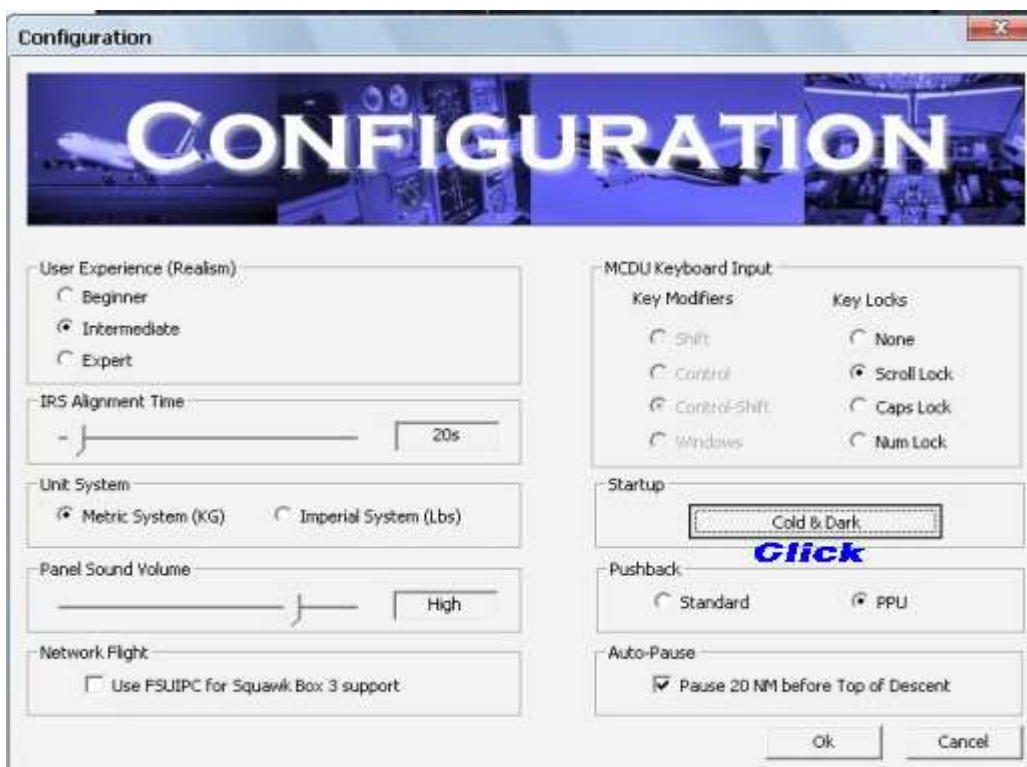 Configuration
CONFIGURATION
User Experience (Realism)
Beginner
Intermediate
Expert
IRS Alignment Time
20s
Unit System
Metric System (KG)
Imperial System (Lbs)
Panel Sound Volume
High
Network Flight
Use FSUIPC for Squawk Box 3 support
MCDU Keyboard Input
Key Modifiers
Key Locks
Shift
None
Control
Scroll Lock
Control-Shift
Caps Lock
Windows
Num Lock
Startup
Cold & Dark
Click
Pushback
Standard
PPU
Auto-Pause
Pause 20 NM before Top of Descent
Ok
Cancel